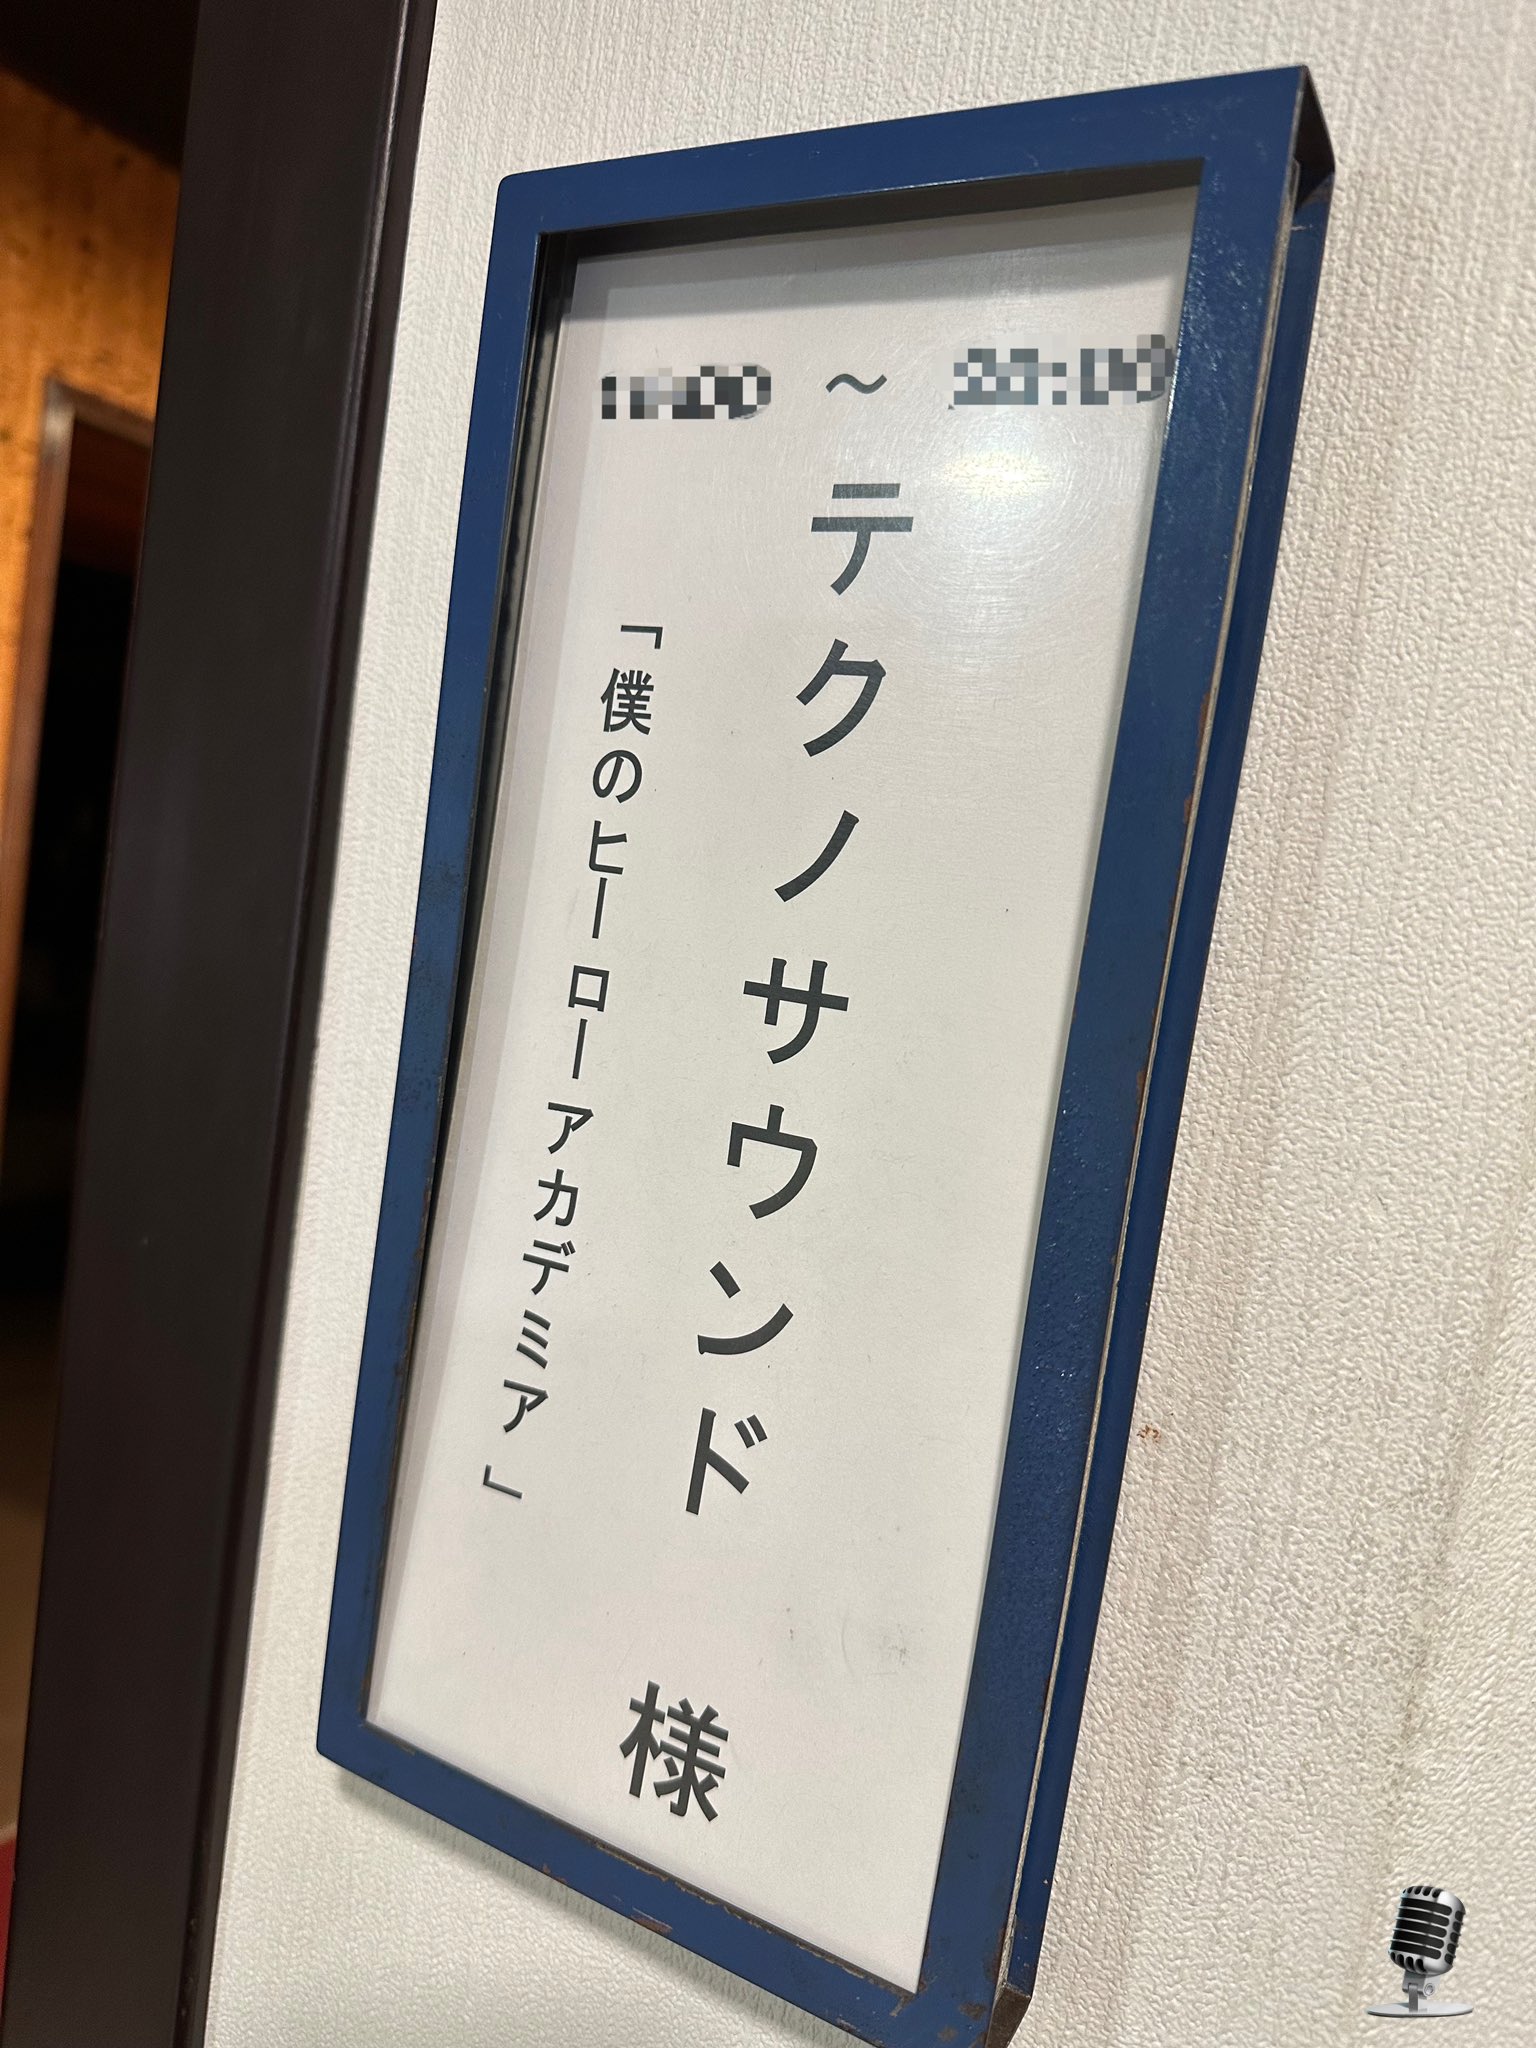 ～
テクノサウンド
「僕のヒーローアカデミア」
様